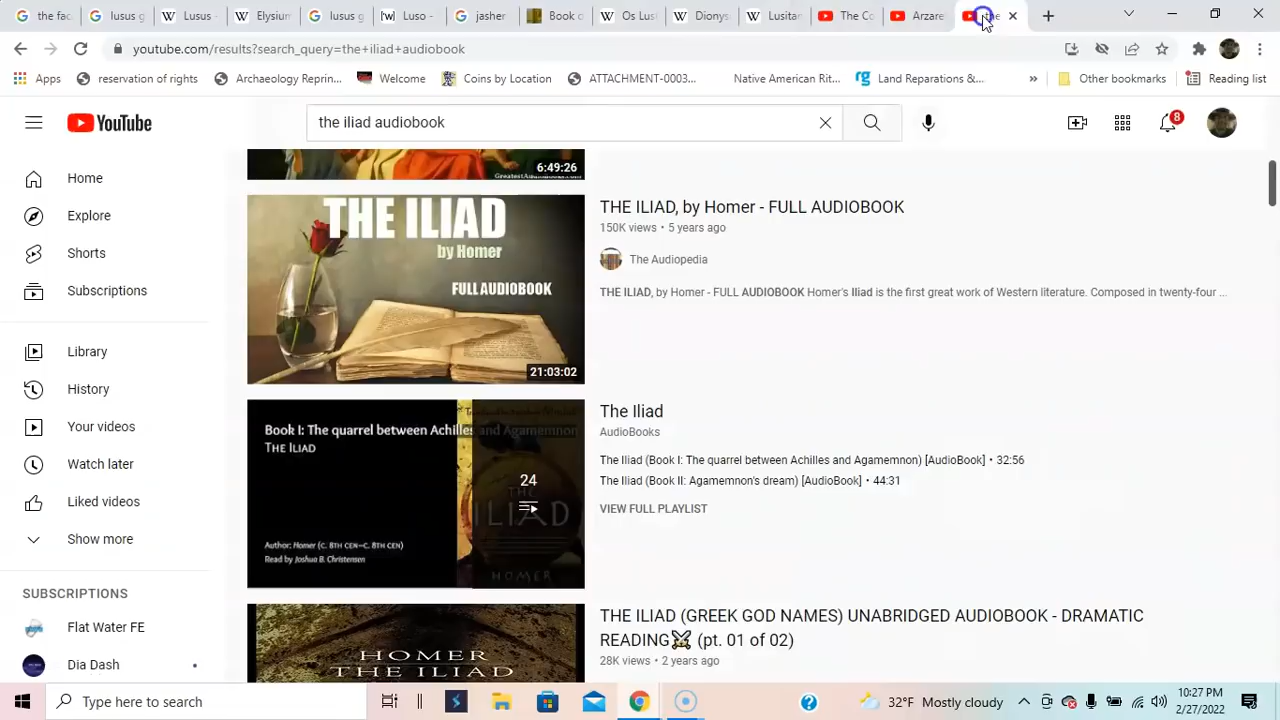 the fac
Wikt - L
Elysi
lusus g
[Luso -
jasher
Book o
Os Lus
Dionys
Lusitar
The Co
Arzare
youtube.com/results?search_query=the+iliad+audiobook
Apps
reservation of rights
Archaeology Reprin...
Welcome
Coins by Location
ATTACHMENT-0003...
Native American Rit...
Land Reparations &...
»
Other bookmarks
Reading list
YouTube
the iliad audiobook
8
Home
Explore
Shorts
Subscriptions
Library
History
Your videos
Watch later
Liked videos
Show more
SUBSCRIPTIONS
Flat Water FE
Dia Dash
GreatestAudioBooks.com
6:49:26
THE ILIAD
by Homer
FULL AUDIOBOOK
21:03:02
THE ILIAD, by Homer - FULL AUDIOBOOK
150K views • 5 years ago
The Audiopedia
THE ILIAD, by Homer - FULL AUDIOBOOK Homer's Iliad is the first great work of Western literature. Composed in twenty-four ...
Book I: The quarrel between Achilles and Agamemnon
THE ILIAD
24
THE
ILIAD
HOMER
Author: Homer (c. 8th cen–c. 8th cen)
Read by Joshua B. Christensen
The Iliad
AudioBooks
The Iliad (Book I: The quarrel between Achilles and Agamemnon) [AudioBook] • 32:56
The Iliad (Book II: Agamemnon's dream) [AudioBook] • 44:31
VIEW FULL PLAYLIST
HOMER
THE ILIAD
THE ILIAD (GREEK GOD NAMES) UNABRIDGED AUDIOBOOK - DRAMATIC
READING⚔ (pt. 01 of 02)
28K views • 2 years ago
Type here to search
32°F Mostly cloudy
10:27 PM
2/27/2022